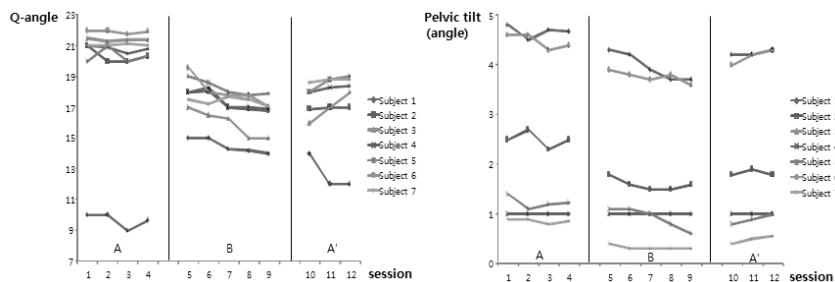 Q-angle
23
21
19
17
15
13
11
9
7
A
B
A'
1 2 3 4 5 6 7 8 9 10 11 12 session
Subject 1
Subject 2
Subject 3
Subject 4
Subject 5
Subject 6
Subject 7
Pelvic tilt
(angle)
5
4
3
2
1
0
A
B
A'
1 2 3 4 5 6 7 8 9 10 11 12 session
Subject
Subject
Subject
Subject
Subject
Subject
Subject